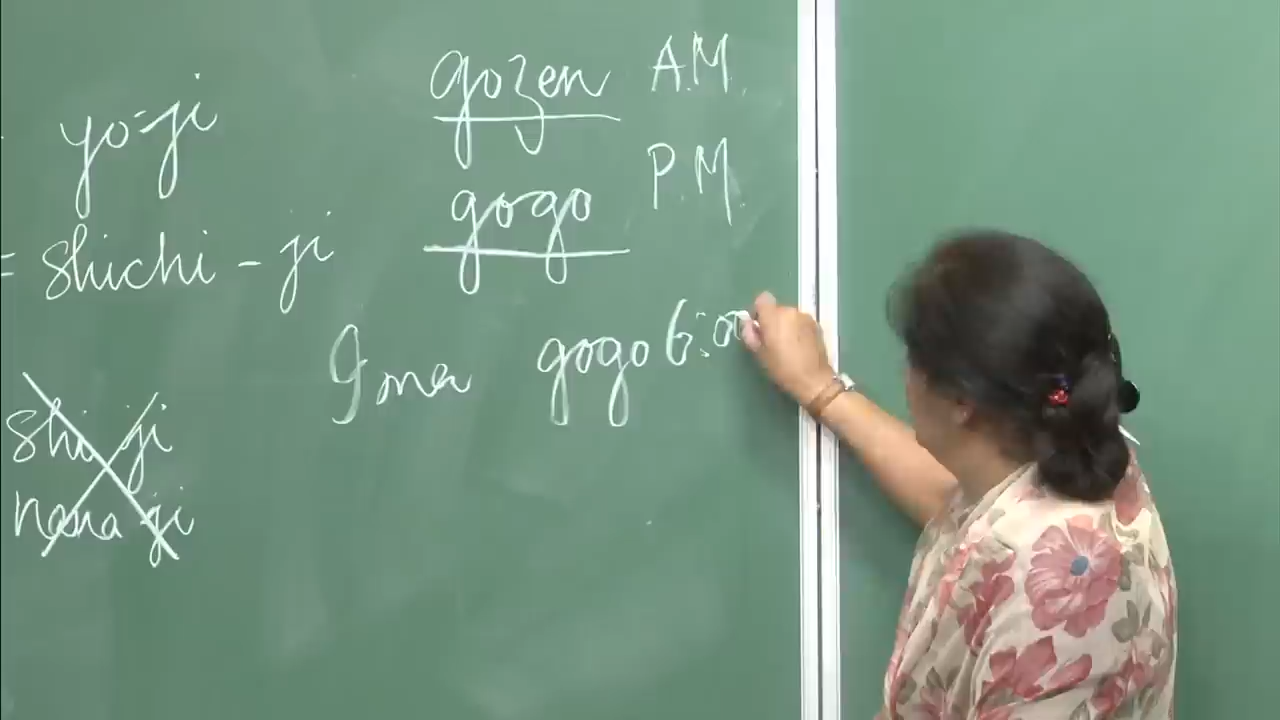 yo-ji
= shichi - ji
shi ji
nana ji
gozen A.M.
gogo P.M.
Ima gogo 6:00